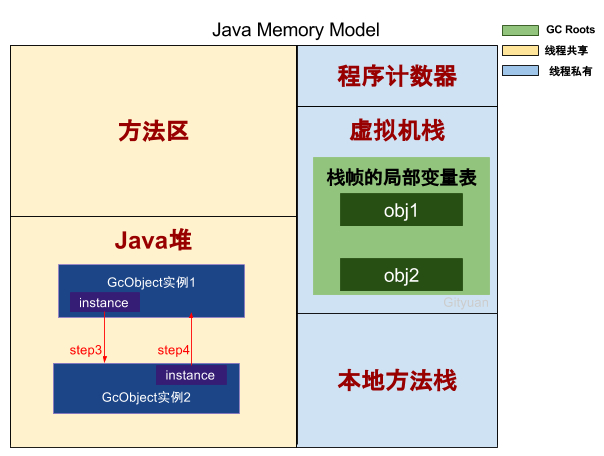 Java Memory Model
GC Roots
线程共享
线程私有
方法区
程序计数器
虚拟机栈
栈帧的局部变量表
obj1
obj2
Gityuan
Java堆
GcObject实例1
instance
step3
step4
instance
GcObject实例2
本地方法栈